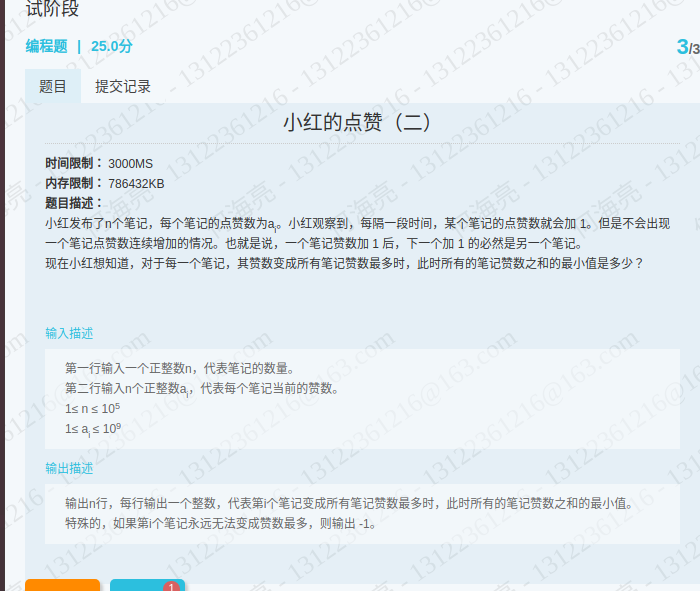 试阶段
编程题 | 25.0分
3/3
题目 提交记录
小红的点赞（二）
时间限制： 3000MS
内存限制： 786432KB
题目描述：
小红发布了n个笔记，每个笔记的点赞数为aᵢ。小红观察到，每隔一段时间，某个笔记的点赞数就会加 1。但是不会出现
一个笔记点赞数连续增加的情况。也就是说，一个笔记赞数加 1 后，下一个加 1 的必然是另一个笔记。
现在小红想知道，对于每一个笔记，其赞数变成所有笔记赞数最多时，此时所有的笔记赞数之和的最小值是多少？
输入描述
第一行输入一个正整数n，代表笔记的数量。
第二行输入n个正整数aᵢ，代表每个笔记当前的赞数。
1≤ n ≤ 10⁵
1≤ aᵢ ≤ 10⁹
输出描述
输出n行，每行输出一个整数，代表第i个笔记变成所有笔记赞数最多时，此时所有的笔记赞数之和的最小值。
特殊的，如果第i个笔记永远无法变成赞数最多，则输出 -1。
1